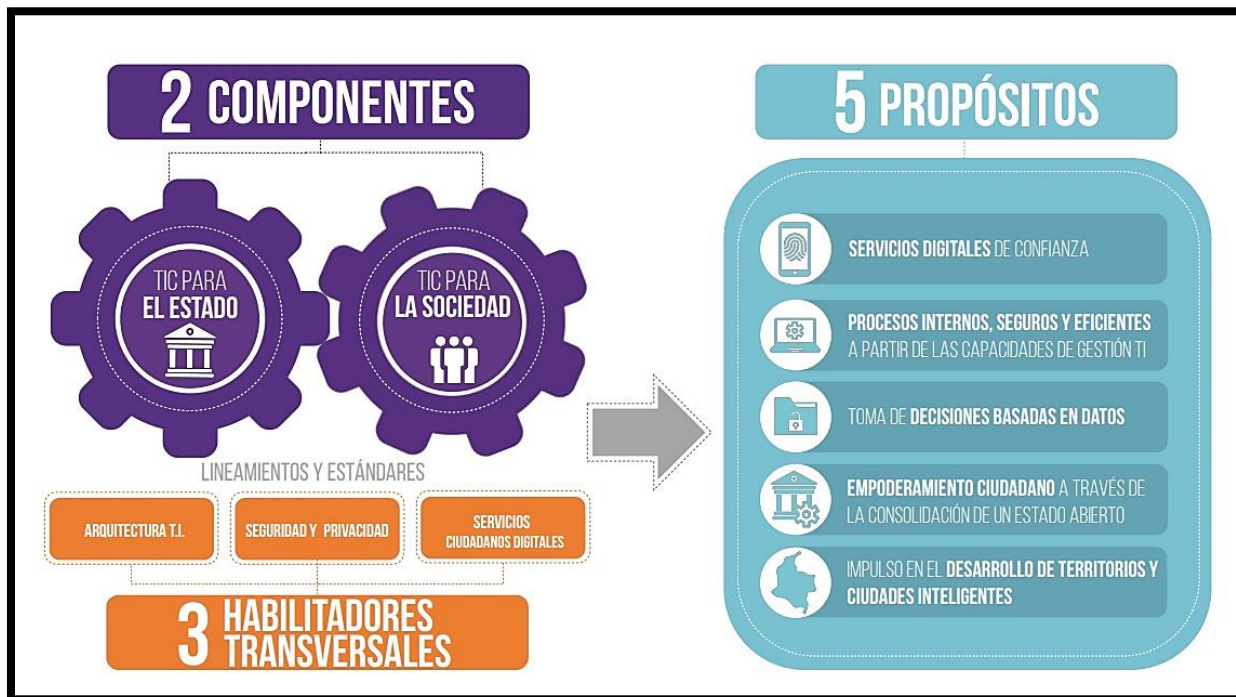 2 COMPONENTES
TIC PARA
EL ESTADO
TIC PARA
LA SOCIEDAD
LINEAMIENTOS Y ESTÁNDARES
ARQUITECTURA T.I.
SEGURIDAD Y PRIVACIDAD
SERVICIOS
CIUDADANOS DIGITALES
3 HABILITADORES
TRANSVERSALES
5 PROPÓSITOS
SERVICIOS DIGITALES DE CONFIANZA
PROCESOS INTERNOS, SEGUROS Y EFICIENTES
A PARTIR DE LAS CAPACIDADES DE GESTIÓN TI
TOMA DE DECISIONES BASADAS EN DATOS
EMPODERAMIENTO CIUDADANO A TRAVÉS DE
LA CONSOLIDACIÓN DE UN ESTADO ABIERTO
IMPULSO EN EL DESARROLLO DE TERRITORIOS Y
CIUDADES INTELIGENTES